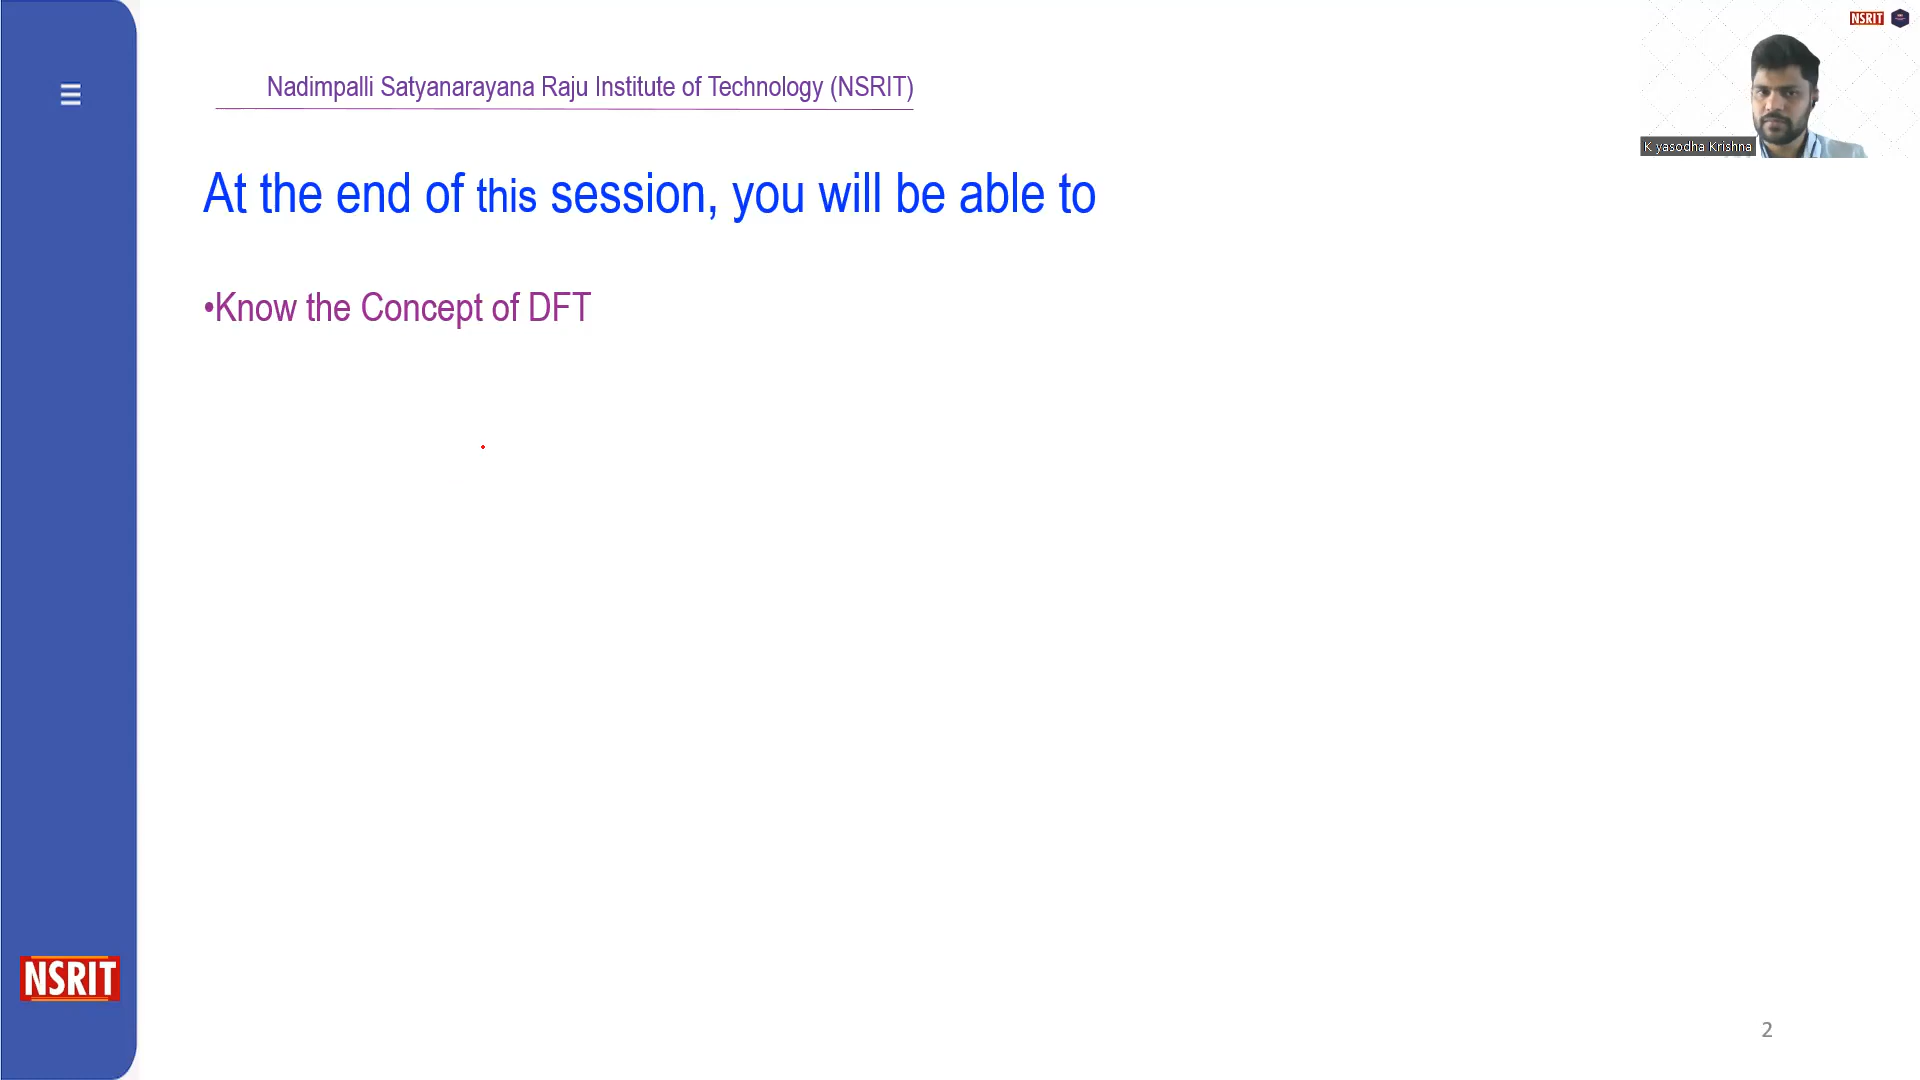 NSRIT
Nadimpalli Satyanarayana Raju Institute of Technology (NSRIT)
K yasodha Krishna
At the end of this session, you will be able to
•Know the Concept of DFT
NSRIT
2